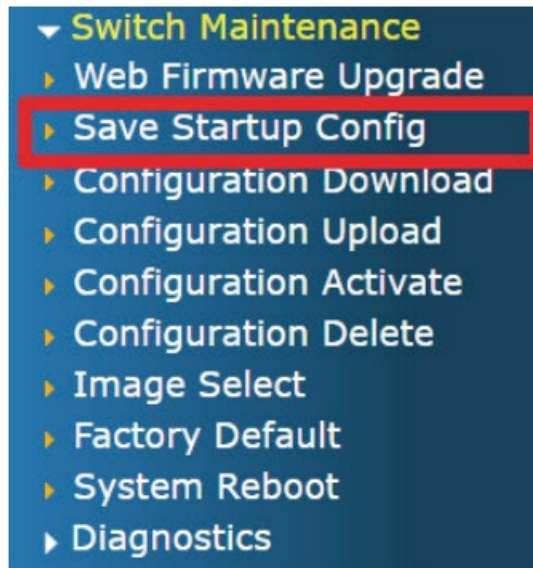 Switch Maintenance
Web Firmware Upgrade
Save Startup Config
Configuration Download
Configuration Upload
Configuration Activate
Configuration Delete
Image Select
Factory Default
System Reboot
Diagnostics